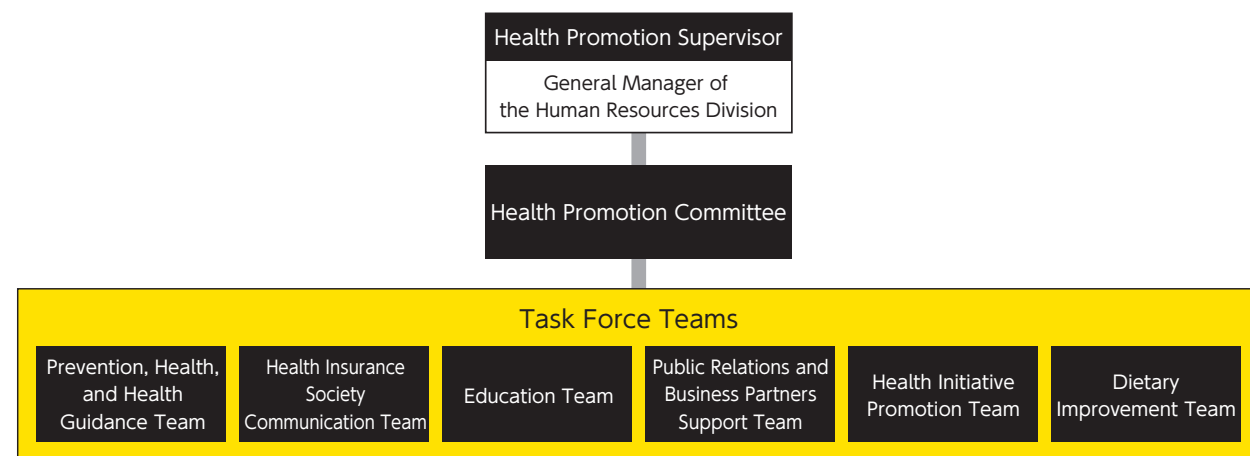 Health Promotion Supervisor
General Manager of
the Human Resources Division
Health Promotion Committee
Task Force Teams
Prevention, Health,
and Health
Guidance Team
Health Insurance
Society
Communication Team
Education Team
Public Relations and
Business Partners
Support Team
Health Initiative
Promotion Team
Dietary
Improvement Team